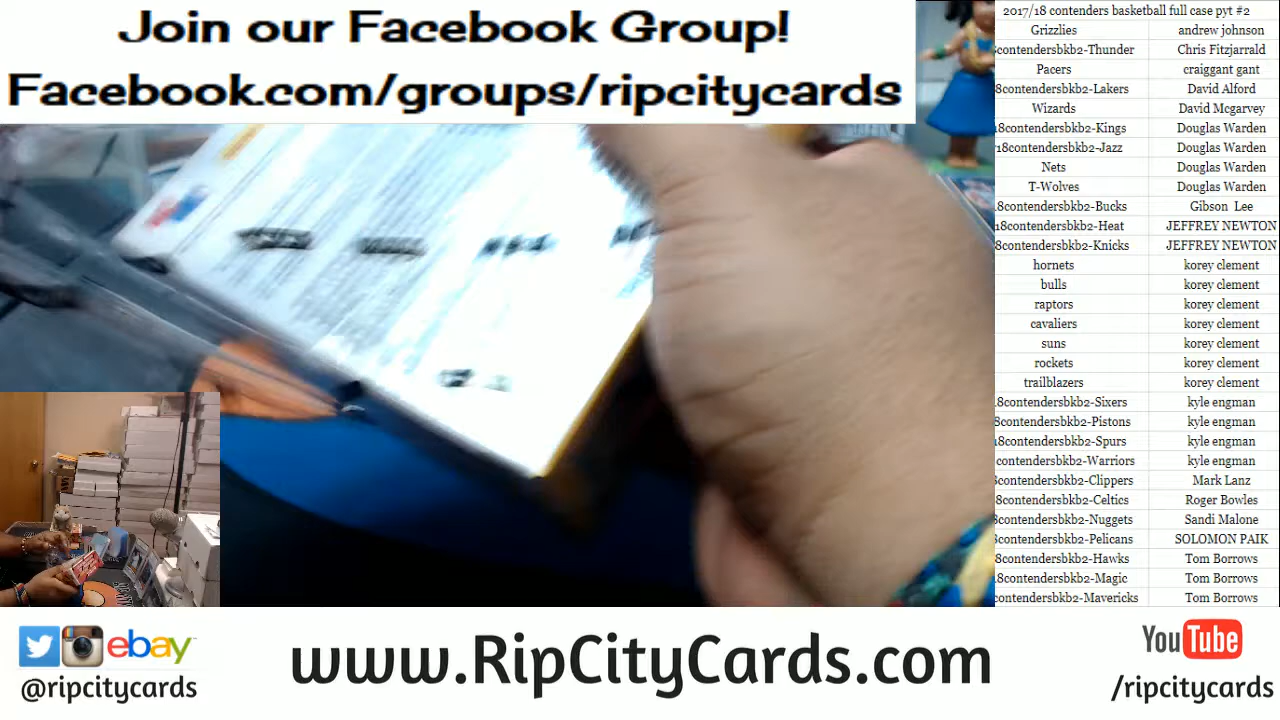 Join our Facebook Group!
Facebook.com/groups/ripcitycards
2017/18 contenders basketball full case pyt #2
Grizzlies andrew johnson
contendersbkb2-Thunder Chris Fitzjarrald
Pacers craiggant gant
8contendersbkb2-Lakers David Alford
Wizards David Mcgarvey
18contendersbkb2-Kings Douglas Warden
18contendersbkb2-Jazz Douglas Warden
Nets Douglas Warden
T-Wolves Douglas Warden
18contendersbkb2-Bucks Gibson Lee
18contendersbkb2-Heat JEFFREY NEWTON
8contendersbkb2-Knicks JEFFREY NEWTON
hornets korey clement
bulls korey clement
raptors korey clement
cavaliers korey clement
suns korey clement
rockets korey clement
trailblazers korey clement
18contendersbkb2-Sixers kyle engman
8contendersbkb2-Pistons kyle engman
18contendersbkb2-Spurs kyle engman
contendersbkb2-Warriors kyle engman
8contendersbkb2-Clippers Mark Lanz
8contendersbkb2-Celtics Roger Bowles
8contendersbkb2-Nuggets Sandi Malone
8contendersbkb2-Pelicans SOLOMON PAIK
8contendersbkb2-Hawks Tom Borrows
8contendersbkb2-Magic Tom Borrows
contendersbkb2-Mavericks Tom Borrows
ebay
@ripcitycards
www.RipCityCards.com
YouTube
/ripcitycards